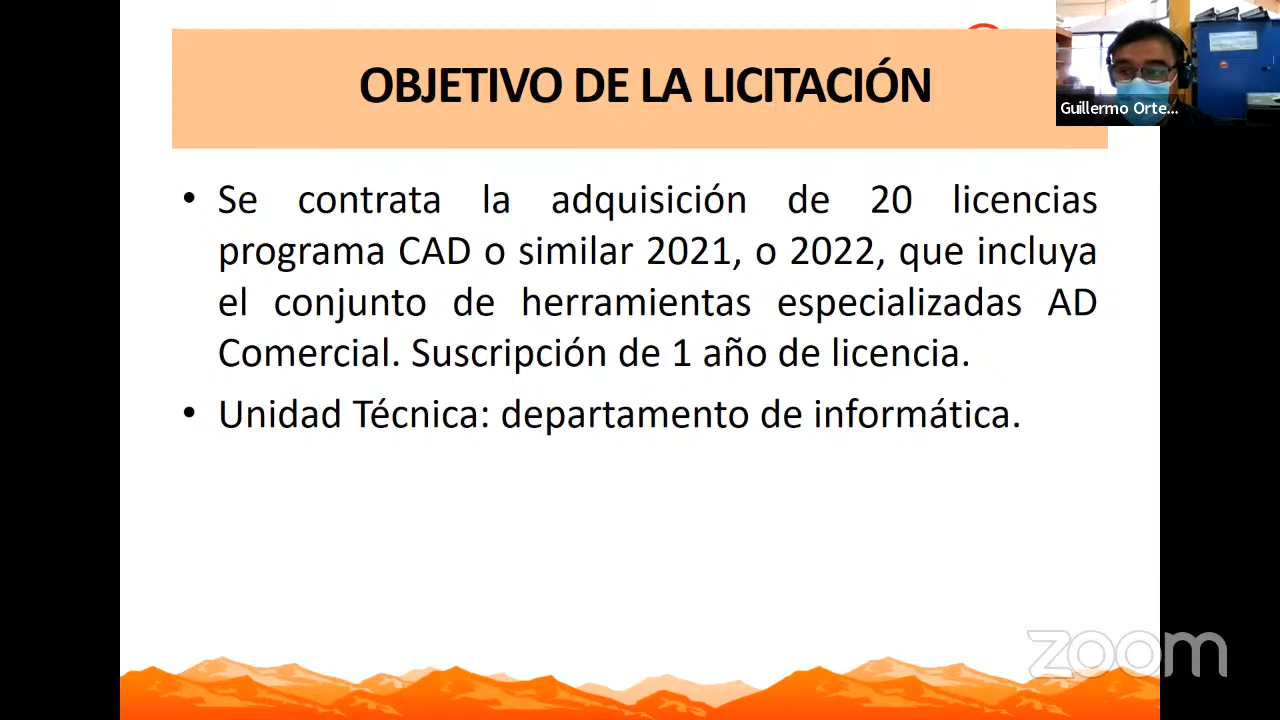 OBJETIVO DE LA LICITACIÓN
Guillermo Orte...
• Se contrata la adquisición de 20 licencias
programa CAD o similar 2021, o 2022, que incluya
el conjunto de herramientas especializadas AD
Comercial. Suscripción de 1 año de licencia.
• Unidad Técnica: departamento de informática.
zoom